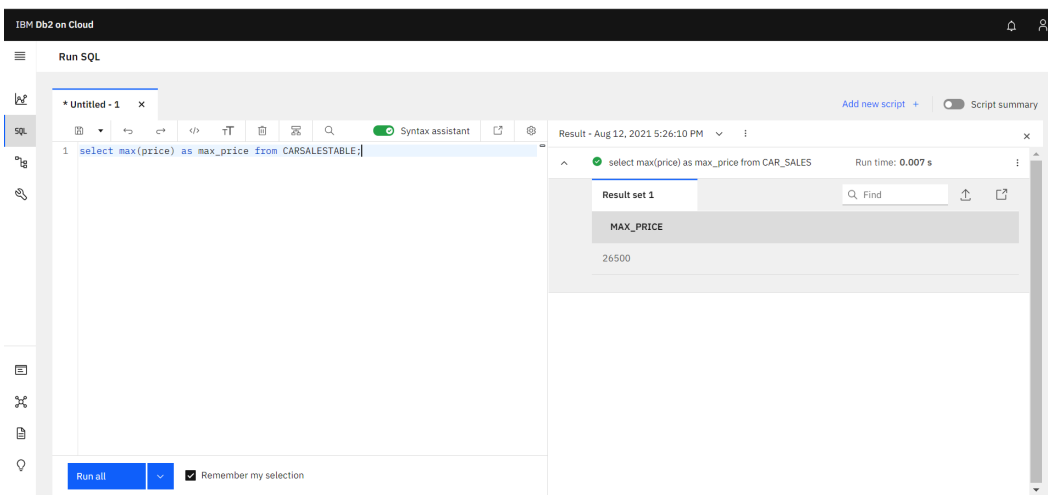 IBM Db2 on Cloud
Run SQL
* Untitled - 1 ×
Add new script +
Script summary
SQL
Syntax assistant
Result - Aug 12, 2021 5:26:10 PM
1 select max(price) as max_price from CARSALESTABLE;
select max(price) as max_price from CAR_SALES
Run time: 0.007 s
Result set 1
Find
MAX_PRICE
26500
Run all
Remember my selection